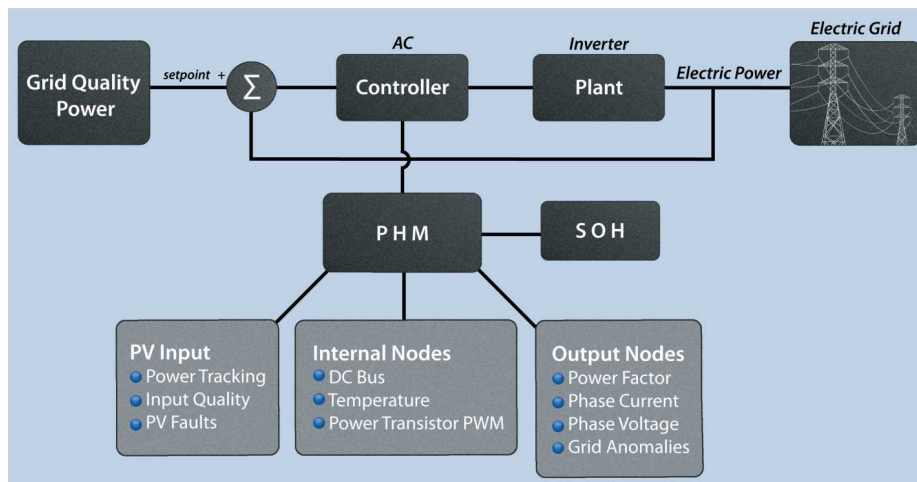 Electric Grid
AC
Inverter
Grid Quality
Power
setpoint +
Σ
Controller
Plant
Electric Power
PHM
SOH
PV Input
Power Tracking
Input Quality
PV Faults
Internal Nodes
DC Bus
Temperature
Power Transistor PWM
Output Nodes
Power Factor
Phase Current
Phase Voltage
Grid Anomalies